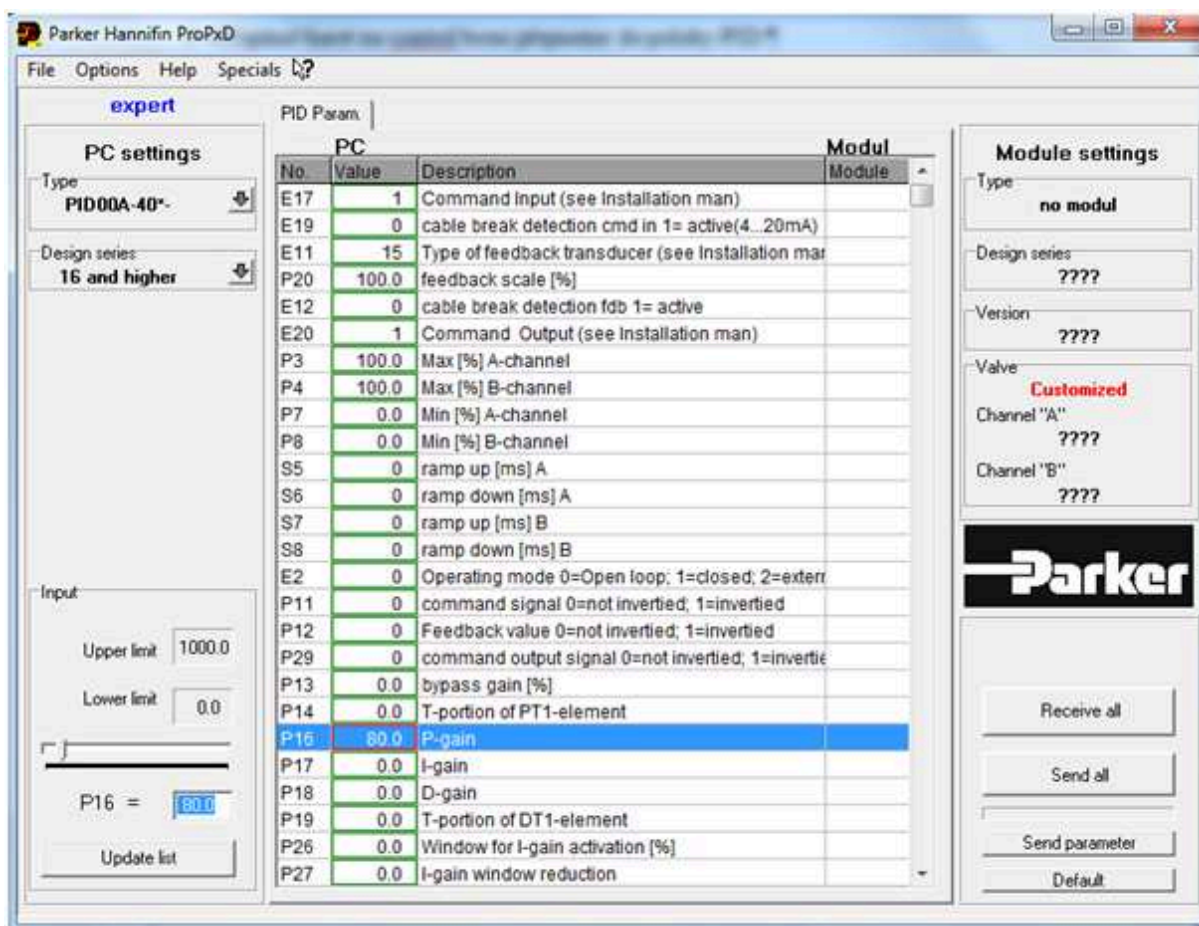 Parker Hannifin ProPxD
File Options Help Specials
expert
PC settings
Type
PID00A-40*-
Design series
16 and higher
Input
Upper limit 1000.0
Lower limit 0.0
P16 = 80.0
Update list
PID Param.
PC Modul
No. Value Description Module
E17 1 Command Input (see Installation man)
E19 0 cable break detection cmd in 1= active(4...20mA)
E11 15 Type of feedback transducer (see Installation mar
P20 100.0 feedback scale [%]
E12 0 cable break detection fdb 1= active
E20 1 Command Output (see Installation man)
P3 100.0 Max [%] A-channel
P4 100.0 Max [%] B-channel
P7 0.0 Min [%] A-channel
P8 0.0 Min [%] B-channel
S5 0 ramp up [ms] A
S6 0 ramp down [ms] A
S7 0 ramp up [ms] B
S8 0 ramp down [ms] B
E2 0 Operating mode 0=Open loop; 1=closed; 2=extern
P11 0 command signal 0=not invertied; 1=invertied
P12 0 Feedback value 0=not invertied; 1=invertied
P29 0 command output signal 0=not invertied; 1=invertie
P13 0.0 bypass gain [%]
P14 0.0 T-portion of PT1-element
P16 80.0 P-gain
P17 0.0 I-gain
P18 0.0 D-gain
P19 0.0 T-portion of DT1-element
P26 0.0 Window for I-gain activation [%]
P27 0.0 I-gain window reduction
Module settings
Type
no modul
Design series
????
Version
????
Valve
Customized
Channel "A"
????
Channel "B"
????
Parker
Receive all
Send all
Send parameter
Default